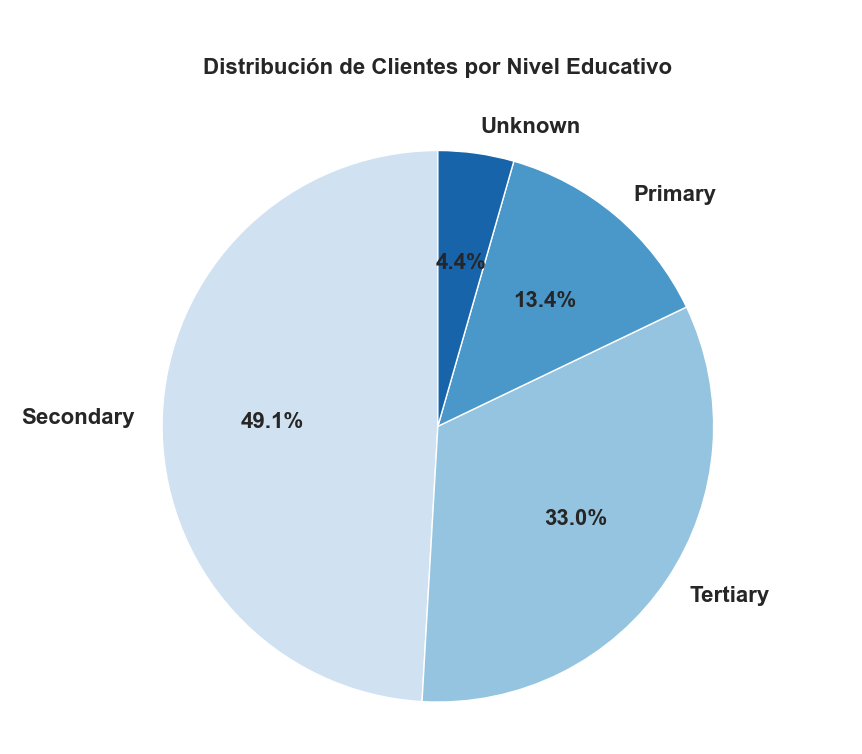 Distribución de Clientes por Nivel Educativo
Unknown
Primary
4.4%
13.4%
Secondary
49.1%
33.0%
Tertiary